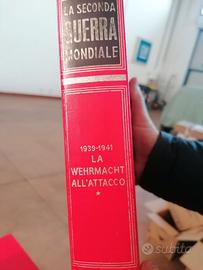 LA SECONDA
GUERRA
MONDIALE
1939-1941
LA
WEHRMACHT
ALL'ATTACCO
*
subito